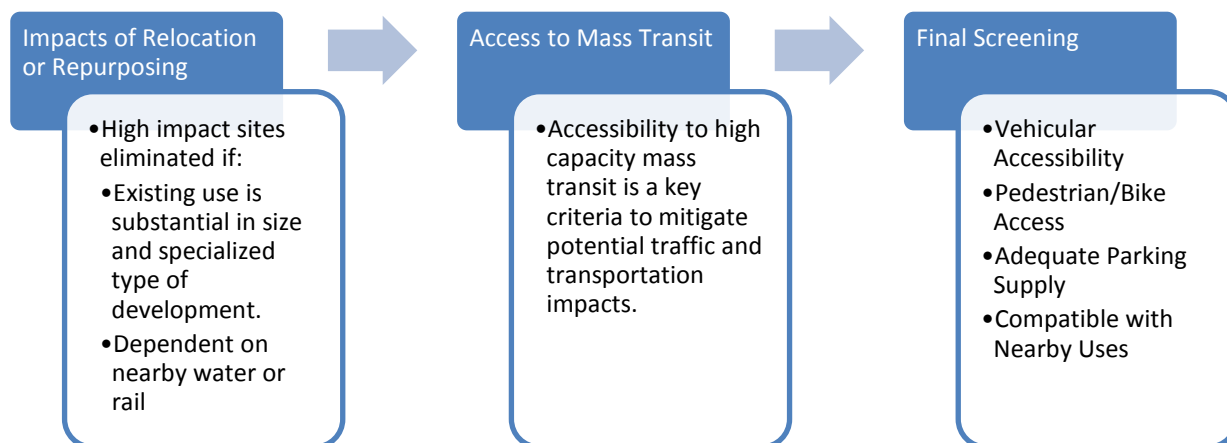 Impacts of Relocation
or Repurposing
•High impact sites
eliminated if:
•Existing use is
substantial in size
and specialized
type of
development.
•Dependent on
nearby water or
rail
Access to Mass Transit
•Accessibility to high
capacity mass
transit is a key
criteria to mitigate
potential traffic and
transportation
impacts.
Final Screening
•Vehicular
Accessibility
•Pedestrian/Bike
Access
•Adequate Parking
Supply
•Compatible with
Nearby Uses